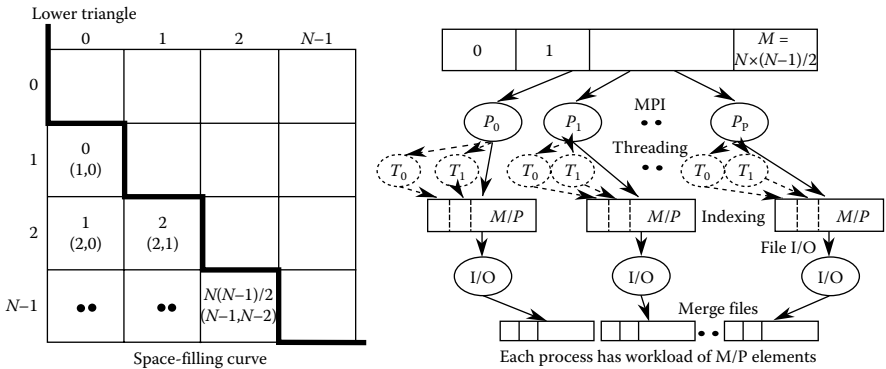 Lower triangle
0 1 2 N–1
0
1
0
(1,0)
2
1
(2,0)
2
(2,1)
N–1
N(N–1)/2
(N–1,N–2)
Space-filling curve
0 1 M =
N×(N–1)/2
P0 P1 MPI PP
Threading
T0 T1 T0 T1 T0 T1
M/P M/P Indexing M/P
File I/O
I/O I/O I/O
Merge files
Each process has workload of M/P elements